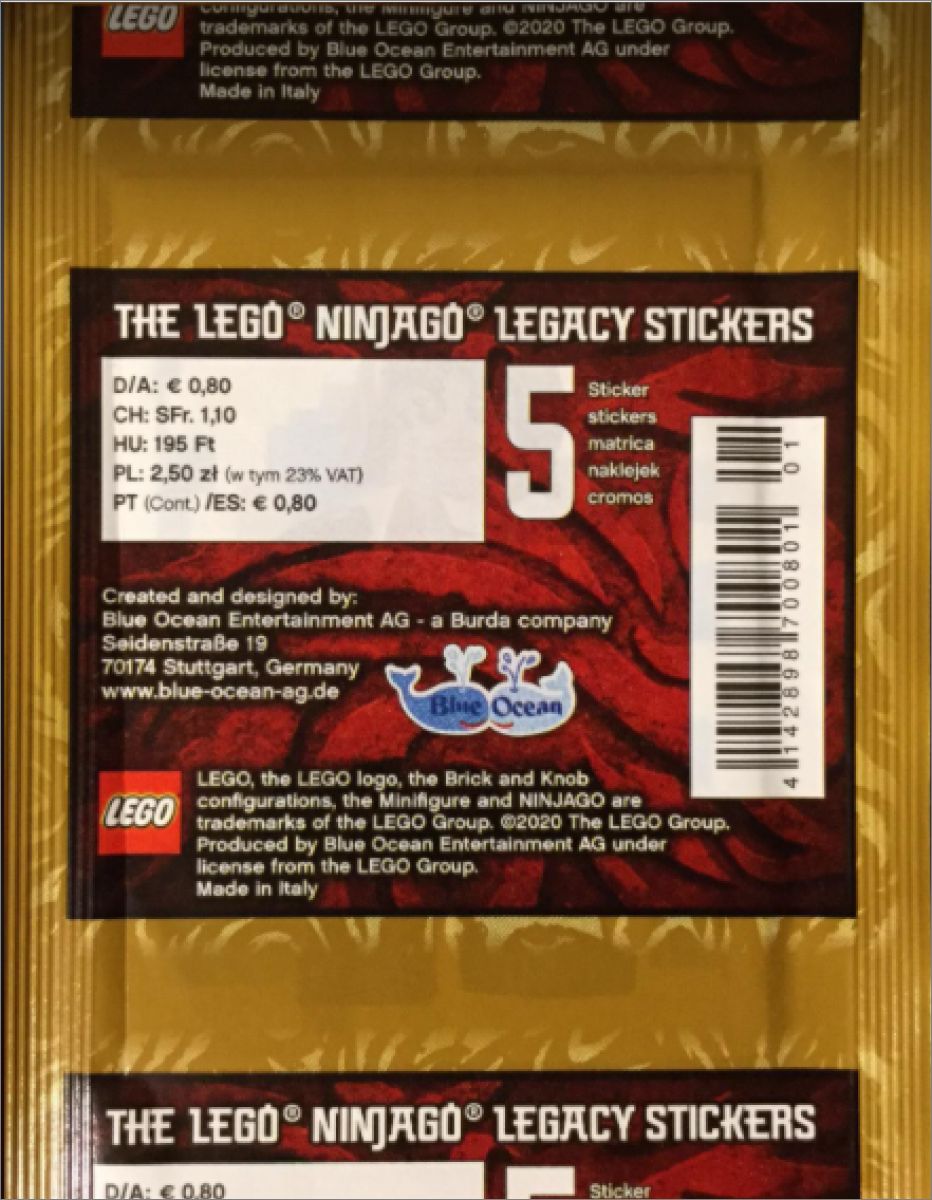 LEGO
configurations, the Minifigure and NINJAGO are
trademarks of the LEGO Group. ©2020 The LEGO Group.
Produced by Blue Ocean Entertainment AG under
license from the LEGO Group.
Made in Italy
THE LEGO® NINJAGO® LEGACY STICKERS
D/A: € 0,80
CH: SFr. 1,10
HU: 195 Ft
PL: 2,50 zł (w tym 23% VAT)
PT (Cont.) /ES: € 0,80
5
Sticker
stickers
matrica
naklejek
cromos
01
4 142898 700801
Created and designed by:
Blue Ocean Entertainment AG - a Burda company
Seidenstraße 19
70174 Stuttgart, Germany
www.blue-ocean-ag.de
Blue Ocean
LEGO
LEGO, the LEGO logo, the Brick and Knob
configurations, the Minifigure and NINJAGO are
trademarks of the LEGO Group. ©2020 The LEGO Group.
Produced by Blue Ocean Entertainment AG under
license from the LEGO Group.
Made in Italy
THE LEGO® NINJAGO® LEGACY STICKERS
D/A: € 0,80
5
Sticker